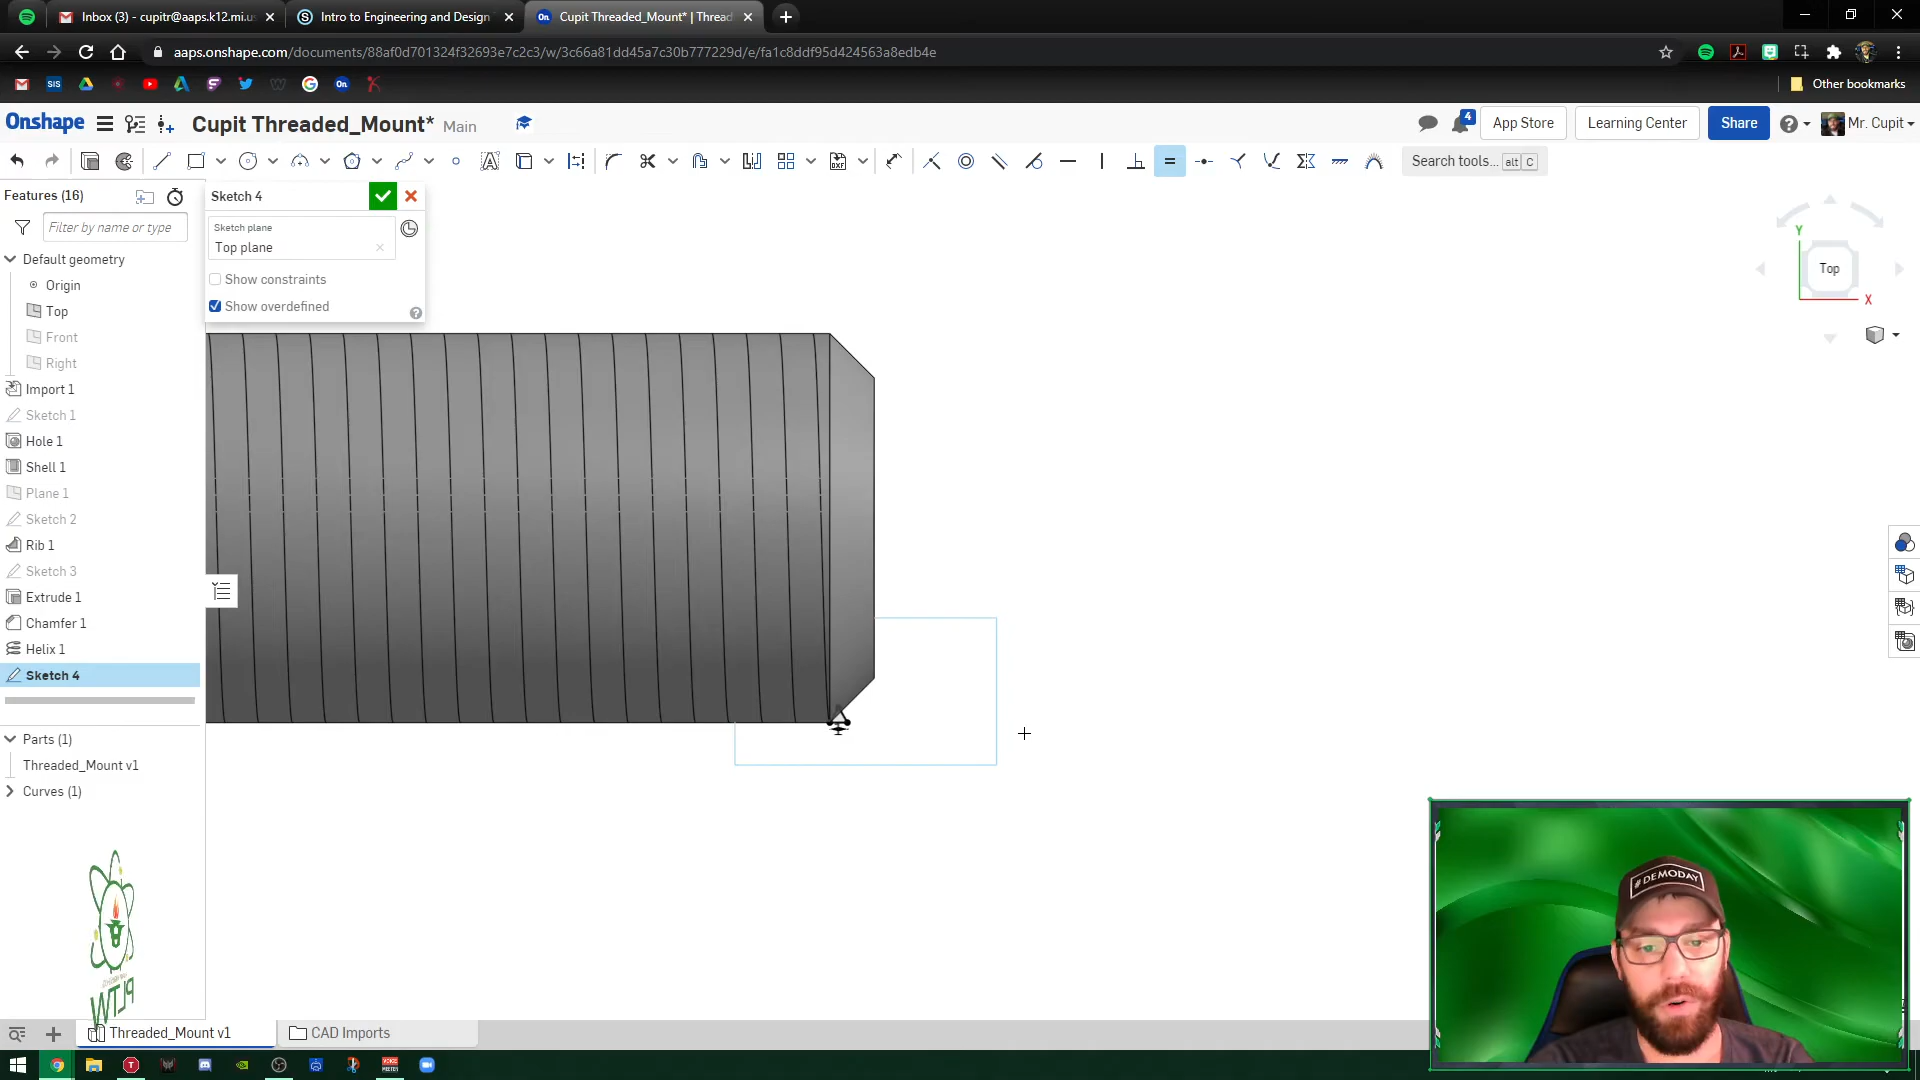 Inbox (3) - cupitr@aaps.k12.mi.us
Intro to Engineering and Design
Cupit Threaded_Mount* | Thread
aaps.onshape.com/documents/88af0d701324f32693e7c2c3/w/3c66a81dd45a7c30b777229d/e/fa1c8ddf95d424563a8edb4e
SIS
On
Other bookmarks
Onshape
Cupit Threaded_Mount* Main
4
App Store
Learning Center
Share
Mr. Cupit
Search tools... alt C
Features (16)
Filter by name or type
Default geometry
Origin
Top
Front
Right
Import 1
Sketch 1
Hole 1
Shell 1
Plane 1
Sketch 2
Rib 1
Sketch 3
Extrude 1
Chamfer 1
Helix 1
Sketch 4
Parts (1)
Threaded_Mount v1
Curves (1)
Sketch 4
Sketch plane
Top plane
Show constraints
Show overdefined
Y
Top
X
#DEMODAY
PLTW
Threaded_Mount v1
CAD Imports